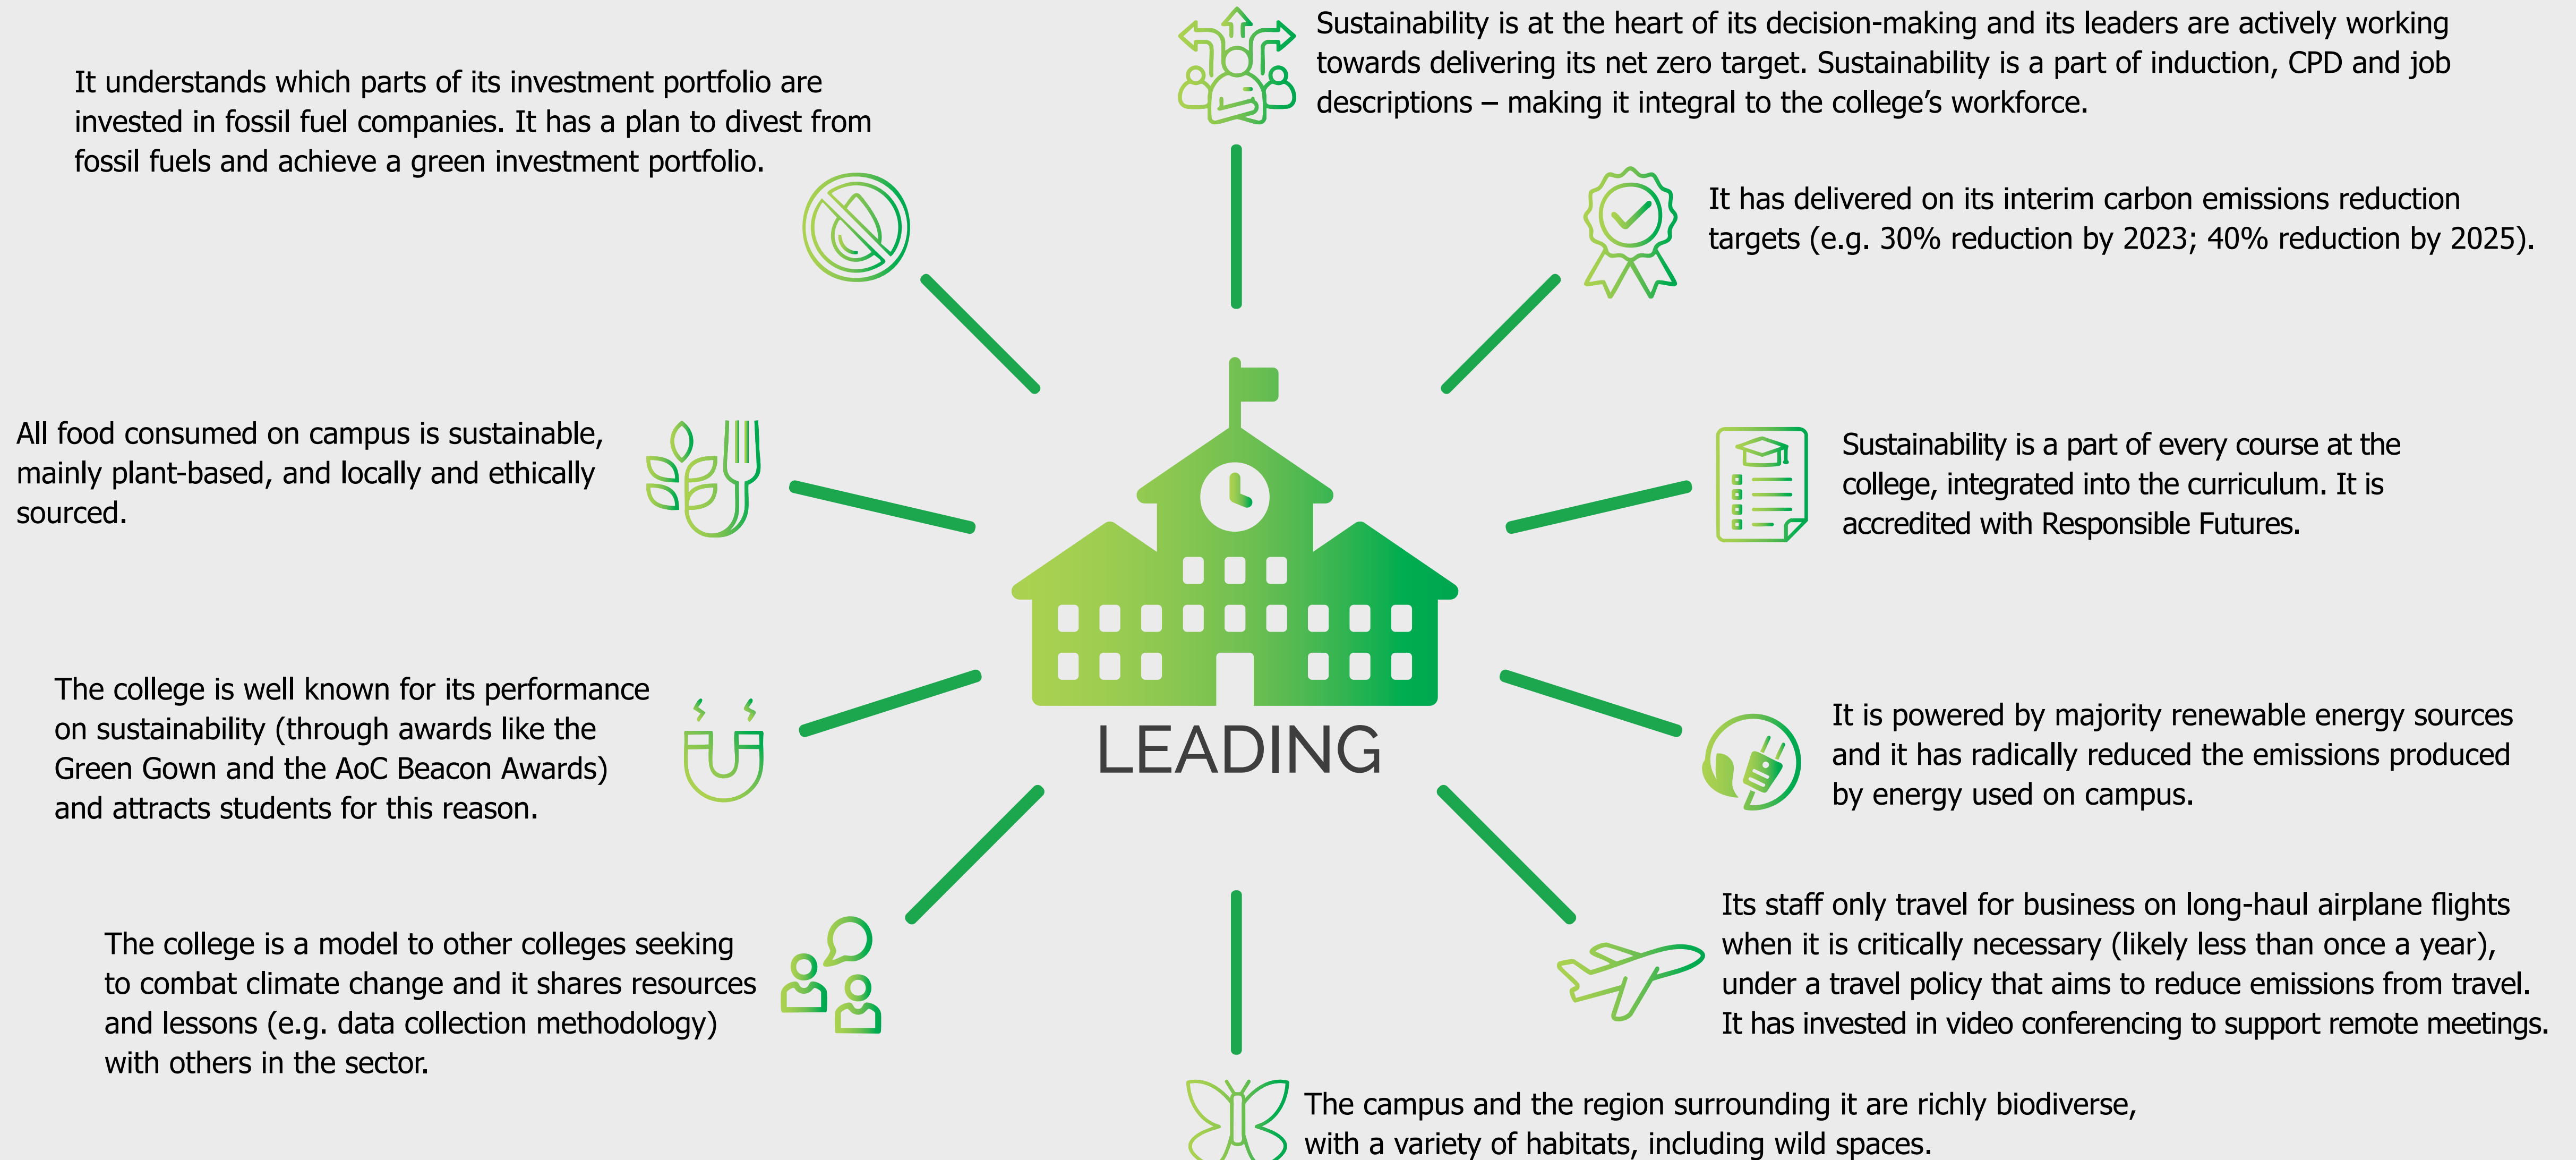 Sustainability is at the heart of its decision-making and its leaders are actively working
towards delivering its net zero target. Sustainability is a part of induction, CPD and job
descriptions – making it integral to the college’s workforce.
It has delivered on its interim carbon emissions reduction
targets (e.g. 30% reduction by 2023; 40% reduction by 2025).
Sustainability is a part of every course at the
college, integrated into the curriculum. It is
accredited with Responsible Futures.
It is powered by majority renewable energy sources
and it has radically reduced the emissions produced
by energy used on campus.
Its staff only travel for business on long-haul airplane flights
when it is critically necessary (likely less than once a year),
under a travel policy that aims to reduce emissions from travel.
It has invested in video conferencing to support remote meetings.
The campus and the region surrounding it are richly biodiverse,
with a variety of habitats, including wild spaces.
The college is a model to other colleges seeking
to combat climate change and it shares resources
and lessons (e.g. data collection methodology)
with others in the sector.
The college is well known for its performance
on sustainability (through awards like the
Green Gown and the AoC Beacon Awards)
and attracts students for this reason.
All food consumed on campus is sustainable,
mainly plant-based, and locally and ethically
sourced.
It understands which parts of its investment portfolio are
invested in fossil fuel companies. It has a plan to divest from
fossil fuels and achieve a green investment portfolio.
LEADING